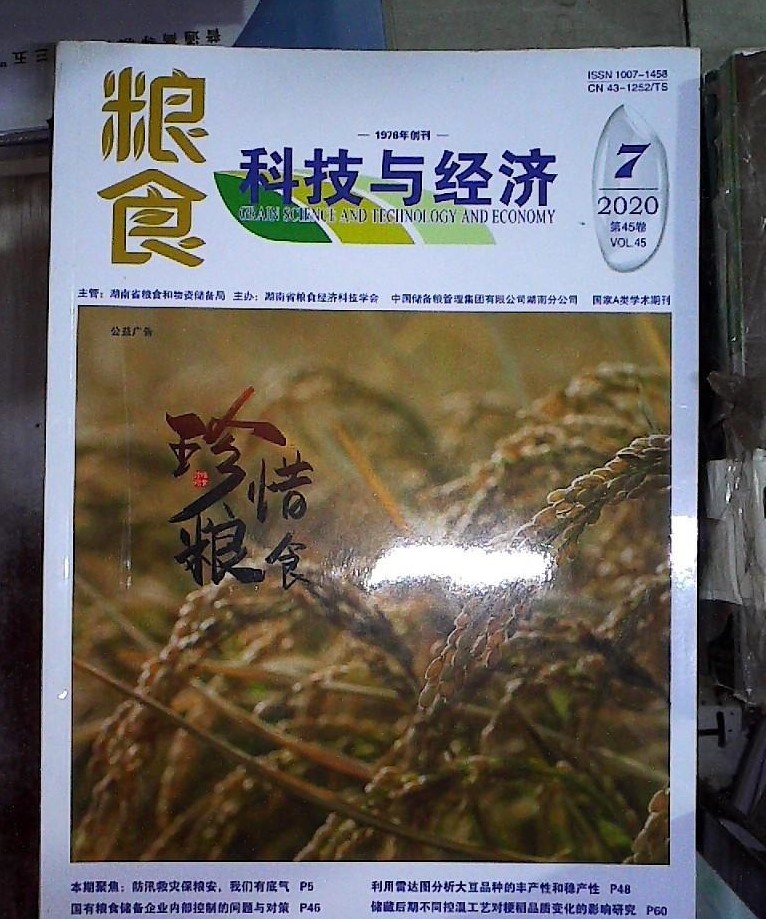 ISSN 1007-1458
CN 43-1252/TS
粮食
1976年创刊
科技与经济
GRAIN SCIENCE AND TECHNOLOGY AND ECONOMY
7
2020
第45卷
VOL.45
主管：湖南省粮食和物资储备局 主办：湖南省粮食经济科技学会 中国储备粮管理集团有限公司湖南分公司 国家A类学术期刊
公益广告
珍惜
粮食
本期聚焦：防汛救灾保粮安，我们有底气 P5
国有粮食储备企业内部控制的问题与对策 P46
利用雷达图分析大豆品种的丰产性和稳产性 P48
储藏后期不同控温工艺对粳稻品质变化的影响研究 P60